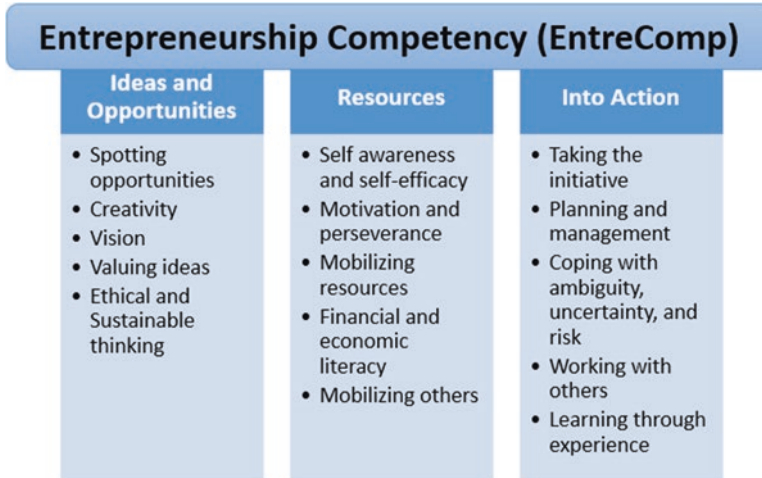 Entrepreneurship Competency (EntreComp)
Ideas and
Opportunities
• Spotting
opportunities
• Creativity
• Vision
• Valuing ideas
• Ethical and
Sustainable
thinking
Resources
• Self awareness
and self-efficacy
• Motivation and
perseverance
• Mobilizing
resources
• Financial and
economic
literacy
• Mobilizing others
Into Action
• Taking the
initiative
• Planning and
management
• Coping with
ambiguity,
uncertainty, and
risk
• Working with
others
• Learning through
experience